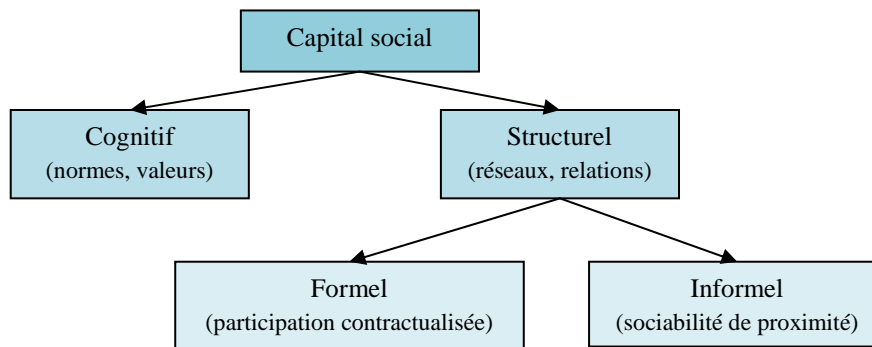 Capital social
Cognitif
(normes, valeurs)
Structurel
(réseaux, relations)
Formel
(participation contractualisée)
Informel
(sociabilité de proximité)